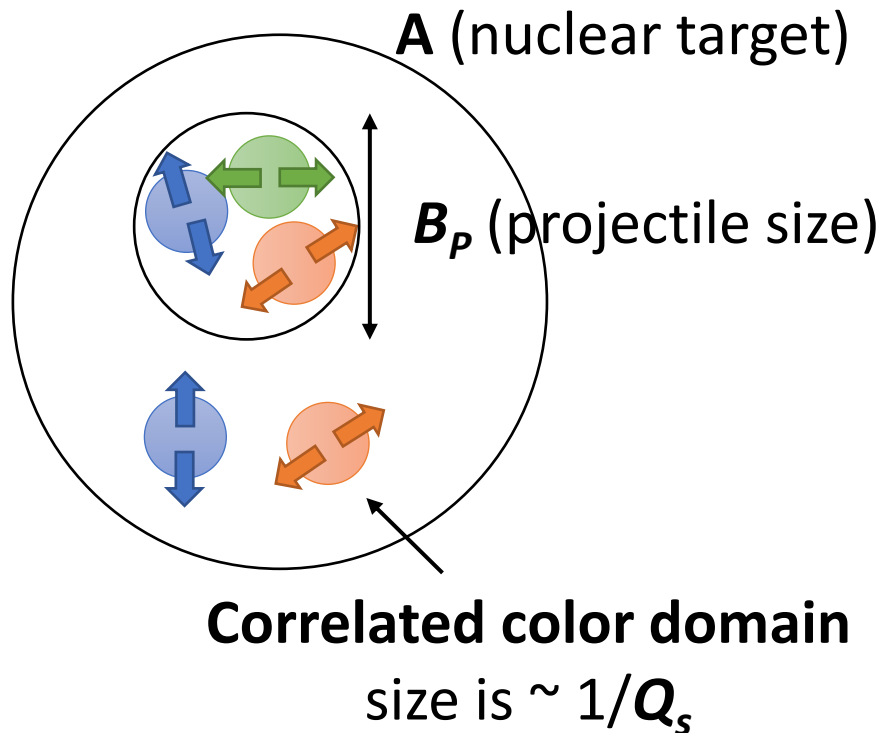 A (nuclear target)
B_P (projectile size)
Correlated color domain
size is ~ 1/Q_s